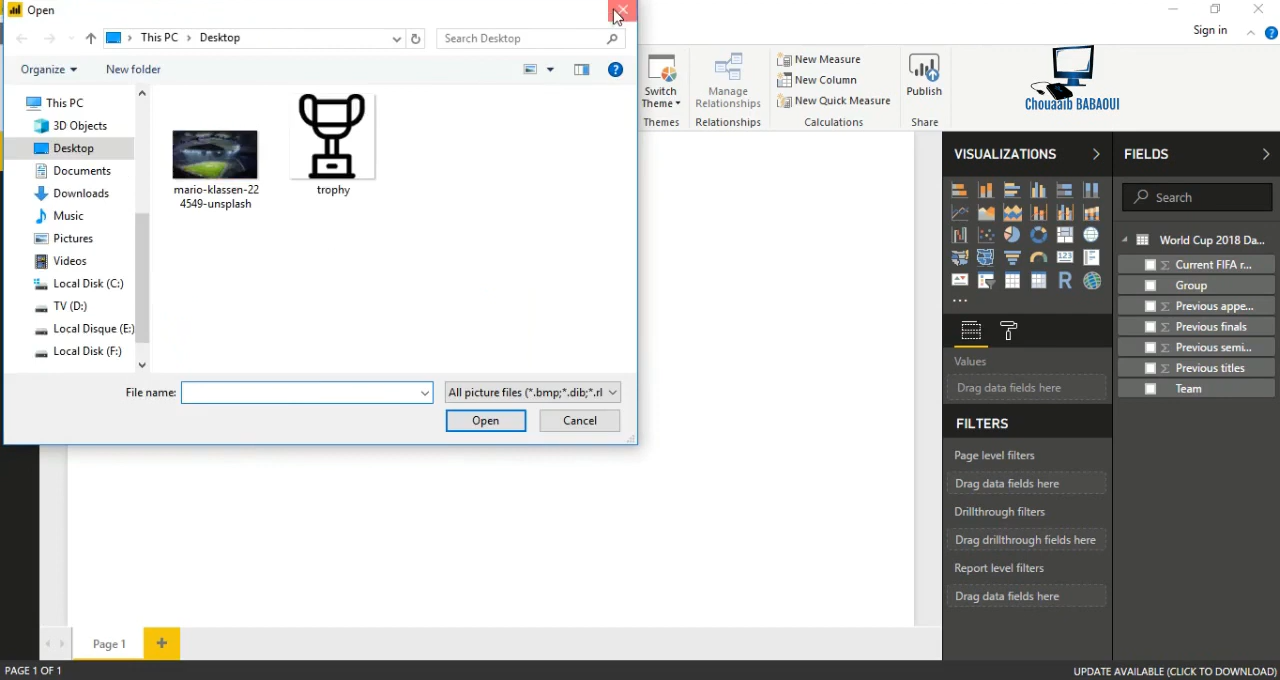 Open
This PC
Desktop
Search Desktop
Organize
New folder
This PC
3D Objects
Desktop
Documents
Downloads
Music
Pictures
Videos
Local Disk (C:)
TV (D:)
Local Disque (E:)
Local Disk (F:)
mario-klassen-22
4549-unsplash
trophy
File name:
All picture files (*.bmp;*.dib;*.rl
Open
Cancel
Sign in
Switch
Theme
Themes
Manage
Relationships
Relationships
New Measure
New Column
New Quick Measure
Calculations
Publish
Share
Chouaaib BABAOUI
VISUALIZATIONS
R
Values
Drag data fields here
FILTERS
Page level filters
Drag data fields here
Drillthrough filters
Drag drillthrough fields here
Report level filters
Drag data fields here
FIELDS
Search
World Cup 2018 Da...
Current FIFA r...
Group
Previous appe...
Previous finals
Previous semi...
Previous titles
Team
Page 1
PAGE 1 OF 1
UPDATE AVAILABLE (CLICK TO DOWNLOAD)